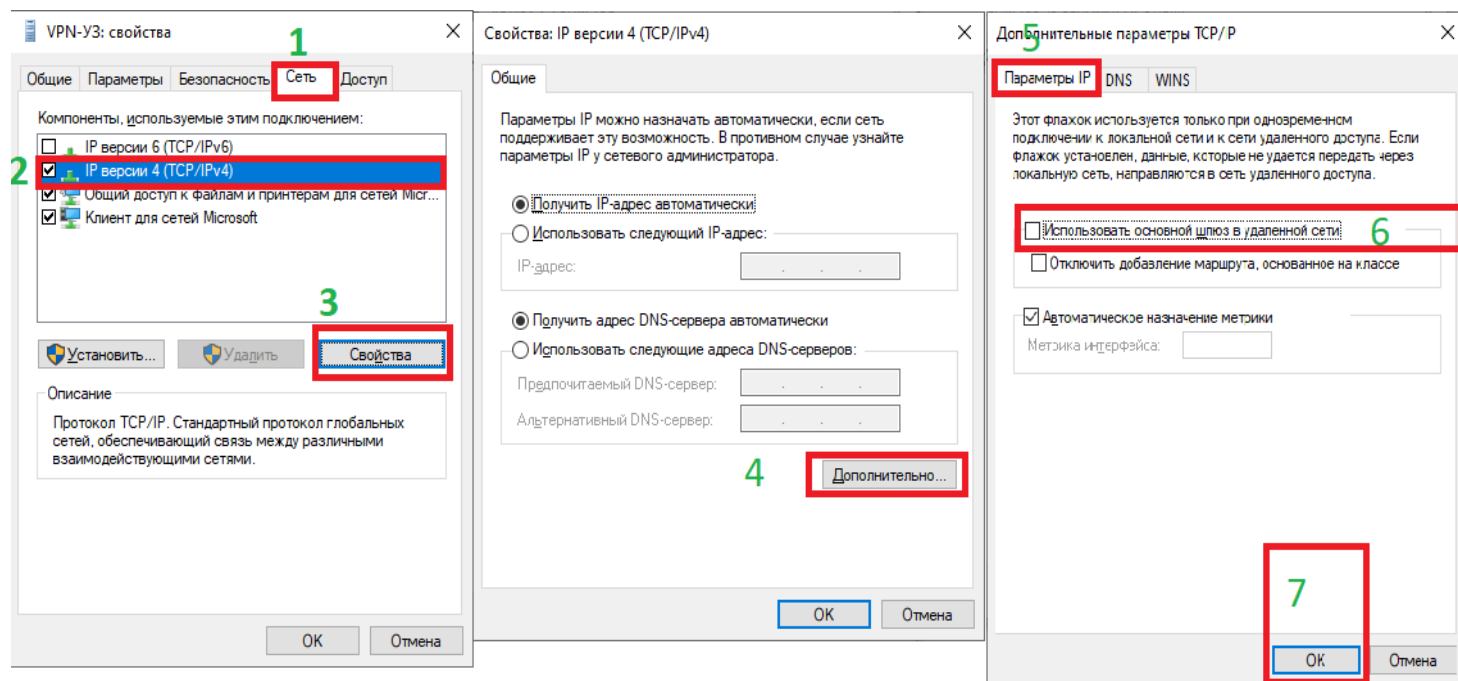 VPN-УЗ: свойства
1
Общие Параметры Безопасность Сеть Доступ
Компоненты, используемые этим подключением:
IP версии 6 (TCP/IPv6)
2
IP версии 4 (TCP/IPv4)
Общий доступ к файлам и принтерам для сетей Micr...
Клиент для сетей Microsoft
3
Установить... Удалить Свойства
Описание
Протокол TCP/IP. Стандартный протокол глобальных
сетей, обеспечивающий связь между различными
взаимодействующими сетями.
OK Отмена
Свойства: IP версии 4 (TCP/IPv4)
Общие
Параметры IP можно назначать автоматически, если сеть
поддерживает эту возможность. В противном случае узнайте
параметры IP у сетевого администратора.
Получить IP-адрес автоматически
Использовать следующий IP-адрес:
IP-адрес: . . .
Получить адрес DNS-сервера автоматически
Использовать следующие адреса DNS-серверов:
Предпочитаемый DNS-сервер: . . .
Альтернативный DNS-сервер: . . .
4
Дополнительно...
OK Отмена
Дополнительные параметры TCP/IP
5
Параметры IP DNS WINS
Этот флажок используется только при одновременном
подключении к локальной сети и к сети удаленного доступа. Если
флажок установлен, данные, которые не удается передать через
локальную сеть, направляются в сеть удаленного доступа.
Использовать основной шлюз в удаленной сети
6
Отключить добавление маршрута, основанное на классе
Автоматическое назначение метрики
Метрика интерфейса:
7
OK Отмена